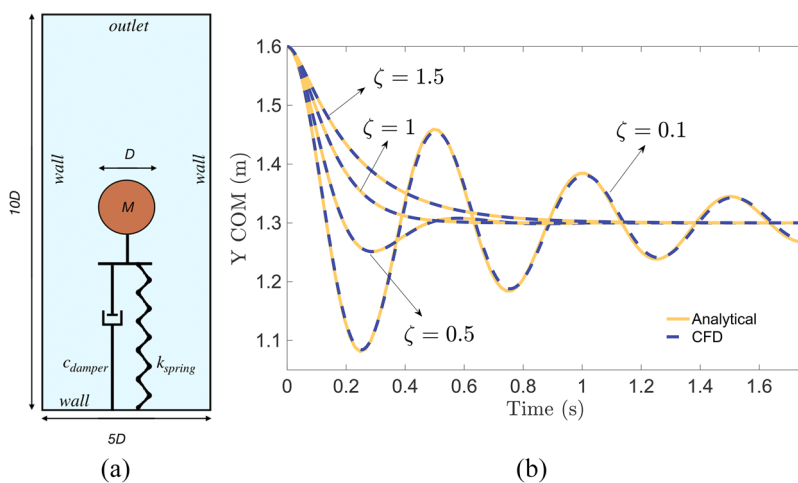 outlet
10D
wall
wall
D
M
c_damper
k_spring
wall
5D
(a)
Y COM (m)
1.6
1.5
1.4
1.3
1.2
1.1
ζ = 1.5
ζ = 1
ζ = 0.1
ζ = 0.5
Analytical
CFD
0 0.2 0.4 0.6 0.8 1 1.2 1.4 1.6
Time (s)
(b)